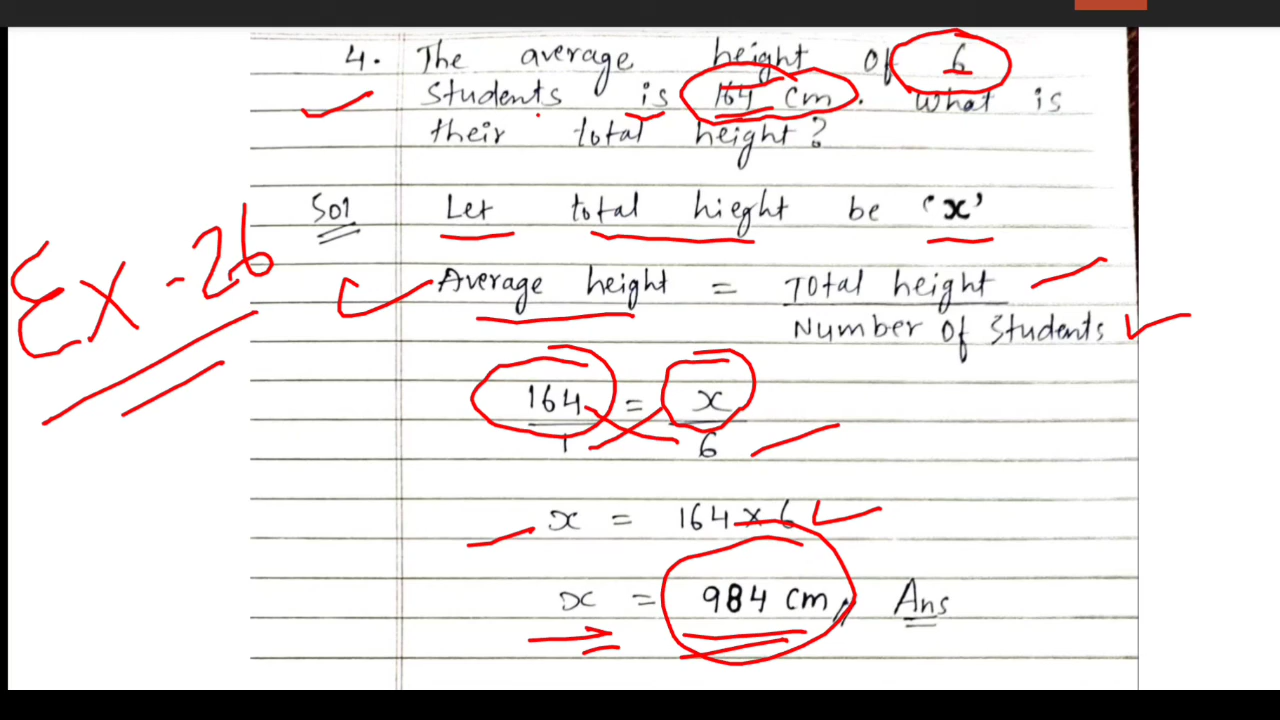 4. The average height of 6
Students is 164 cm. What is
their total height?
Sol Let total hieght be 'x'
Ex-26
Average height = Total height
Number of Students
164 = x
1 6
x = 164 x 6
x = 984 cm, Ans